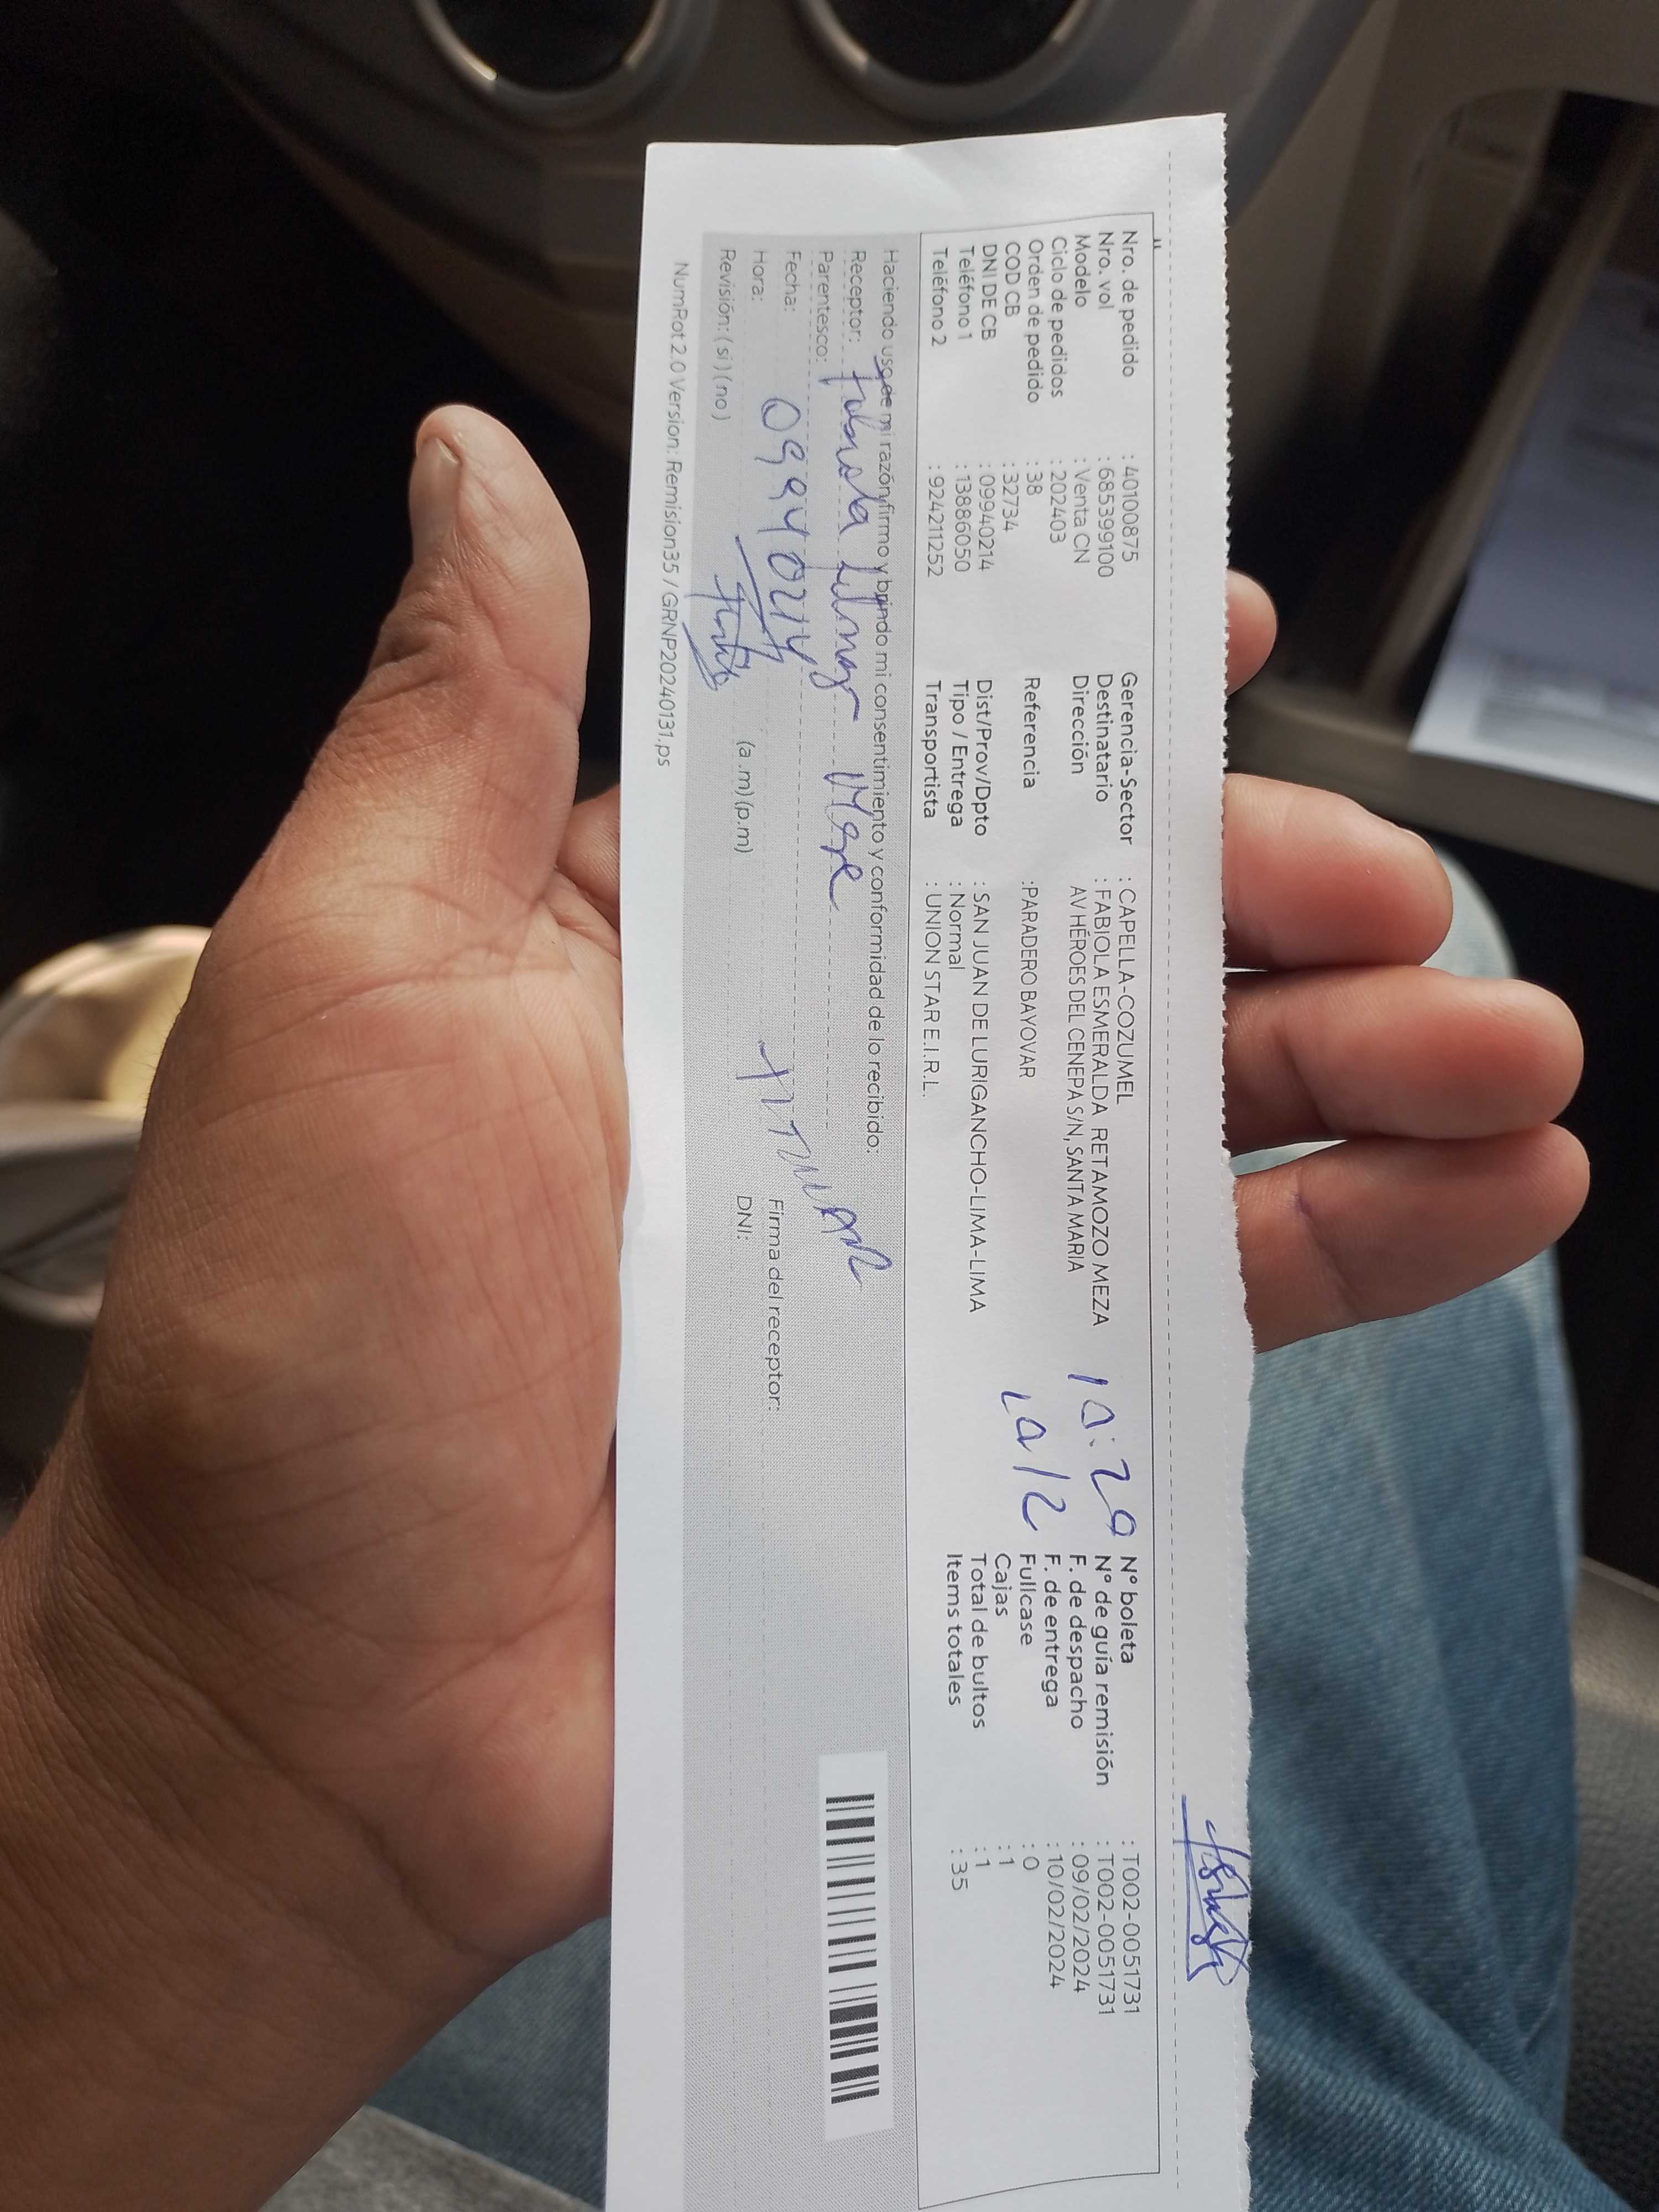 Nro. de pedido : 40100875
Nro. vol : 685399100
Modelo : Venta CN
Ciclo de pedidos : 202403
Orden de pedido : 38
COD CB : 32734
DNI DE CB : 09940214
Teléfono 1 : 13886050
Teléfono 2 : 92421252
Gerencia-Sector : CAPELLA-COZUMEL
Destinatario : FABIOLA ESMERALDA RETAMOZO MEZA
Dirección AV HÉROES DEL CENEPA S/N, SANTA MARIA
Referencia :PARADERO BAYOVAR
Dist/Prov/Dpto : SAN JUAN DE LURIGANCHO-LIMA-LIMA
Tipo / Entrega : Normal
Transportista : UNION STAR E.I.R.L.
10:29
10/2
N° boleta : T002-0051731
N° de guía remisión : T002-0051731
F. de despacho : 09/02/2024
F. de entrega : 10/02/2024
Fullcase : 0
Cajas : 1
Total de bultos : 1
Items totales : 35
Haciendo uso de mi razón firmo y brindo mi consentimiento y conformidad de lo recibido:
Receptor:
Parentesco:
Fecha: 09940214
Hora: (a.m) (p.m)
Revisión: (si) (no)
Firma del receptor:
DNI:
NumRot 2.0 Version: Remision35 / GRNP20240131.ps